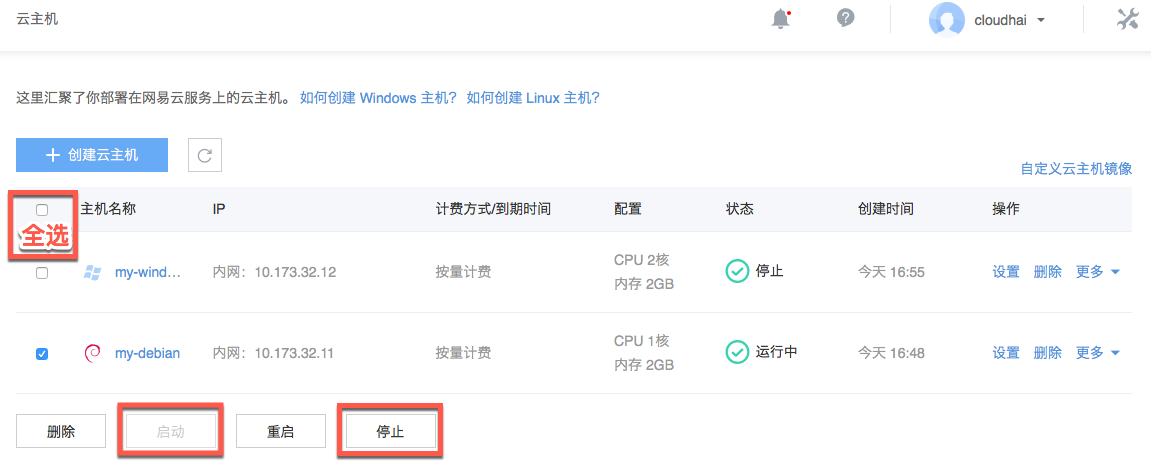 云主机
cloudhai
这里汇聚了你部署在网易云服务上的云主机。 如何创建 Windows 主机? 如何创建 Linux 主机?
创建云主机
自定义云主机镜像
主机名称 IP 计费方式/到期时间 配置 状态 创建时间 操作
全选
my-wind... 内网：10.173.32.12 按量计费 CPU 2核 停止 今天 16:55 设置 删除 更多
内存 2GB
my-debian 内网：10.173.32.11 按量计费 CPU 1核 运行中 今天 16:48 设置 删除 更多
内存 2GB
删除 启动 重启 停止